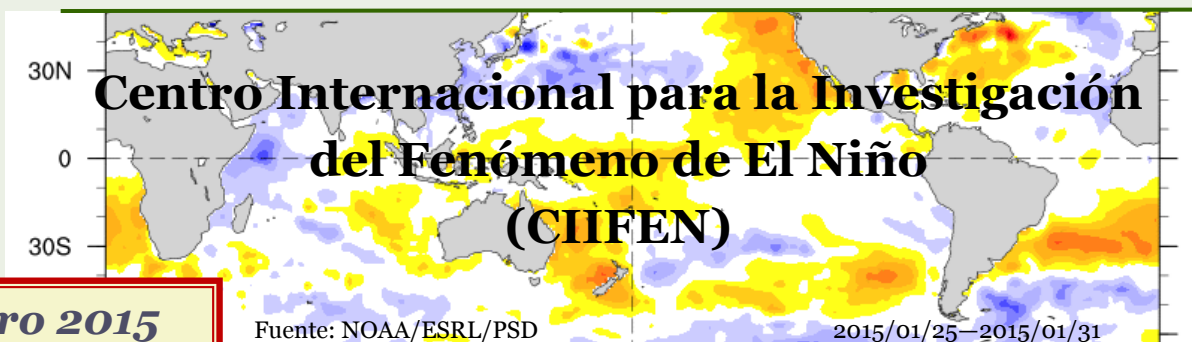 30N
Centro Internacional para la Investigación
0
del Fenómeno de El Niño
(CIIFEN)
30S
ro 2015
Fuente: NOAA/ESRL/PSD
2015/01/25—2015/01/31